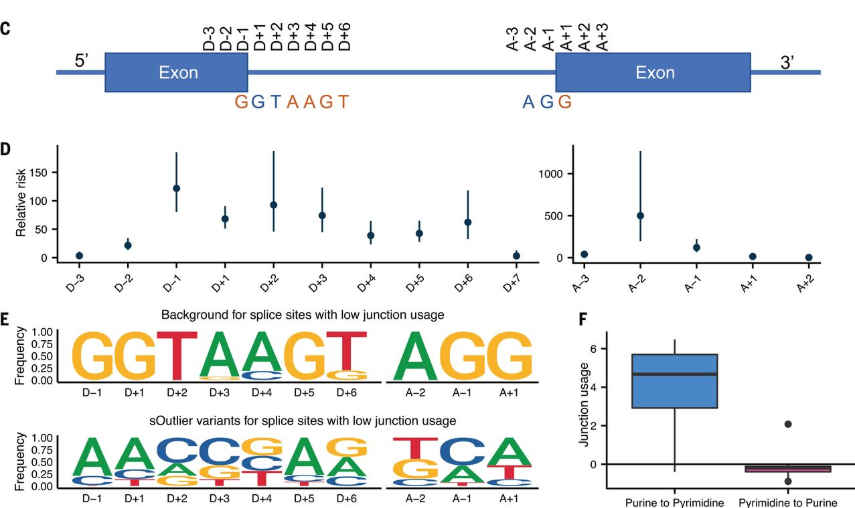 C
D-3 D-2 D-1 D+1 D+2 D+3 D+4 D+5 D+6 A-3 A-2 A-1 A+1 A+2 A+3
5’ Exon Exon 3’
GGTAAGT AGG
D
Relative risk
150
100
50
0
D−3 D−2 D−1 D+1 D+2 D+3 D+4 D+5 D+6 D+7
1000
500
0
A−3 A−2 A−1 A+1 A+2
E
Background for splice sites with low junction usage
Frequency
1.00
0.75
0.50
0.25
0.00
GGTAAGT AGG
G C G
D−1 D+1 D+2 D+3 D+4 D+5 D+6 A−2 A−1 A+1
sOutlier variants for splice sites with low junction usage
Frequency
1.00
0.75
0.50
0.25
0.00
A A C C G A G T C A
C C A G C C A G A T
T G T T T C C T C
D−1 D+1 D+2 D+3 D+4 D+5 D+6 A−2 A−1 A+1
F
Junction usage
6
4
2
0
Purine to Pyrimidine Pyrimidine to Purine